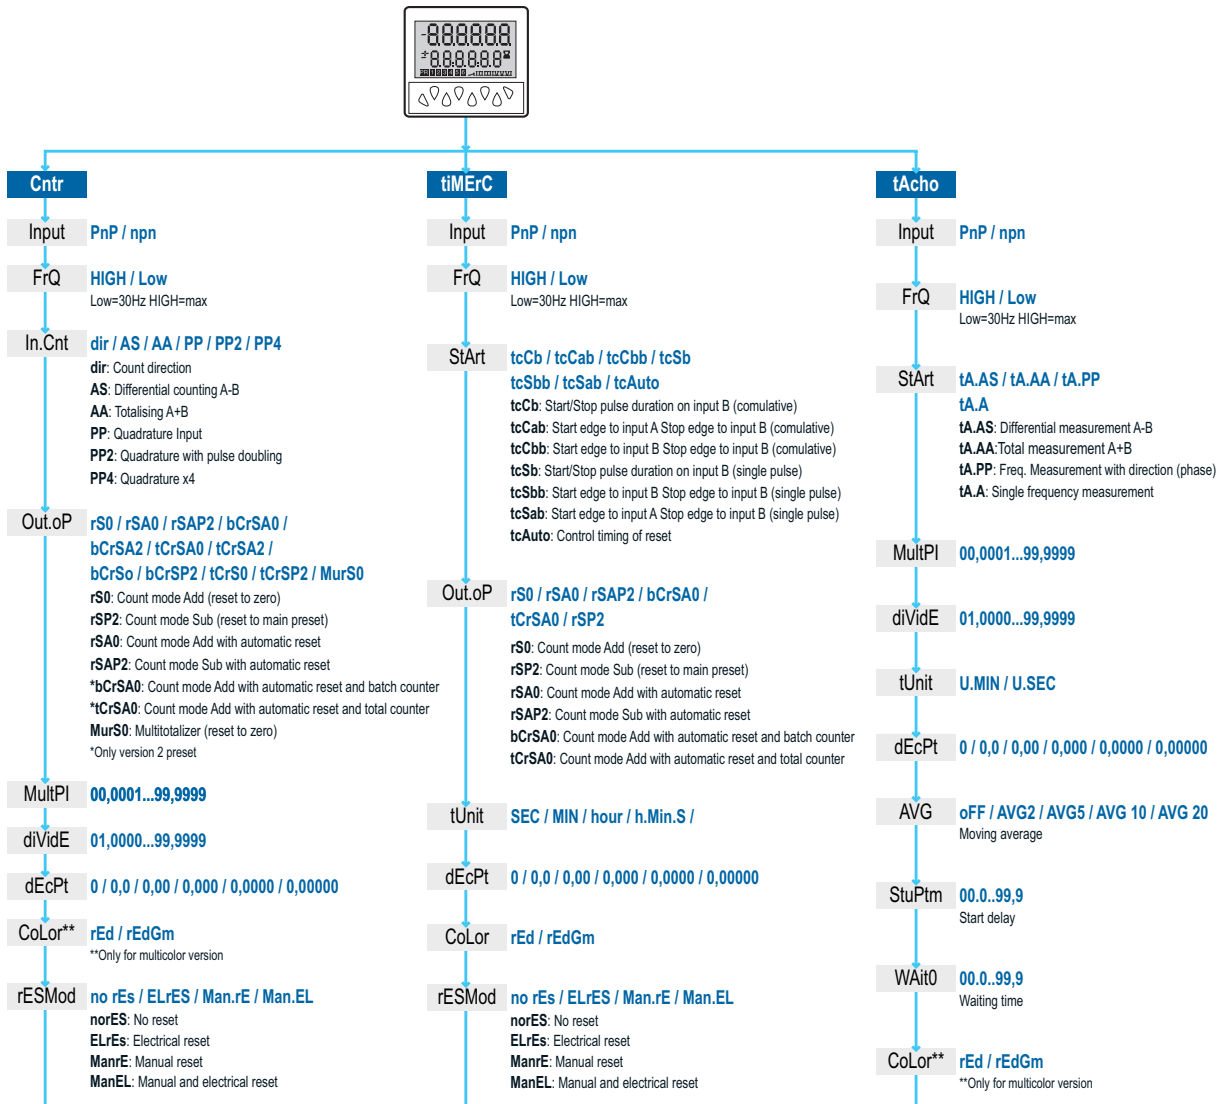 -8.8.8.8.8.8
±8.8.8.8.8.8
Cntr
Input PnP / npn
FrQ HIGH / Low
Low=30Hz HIGH=max
In.Cnt dir / AS / AA / PP / PP2 / PP4
dir: Count direction
AS: Differential counting A-B
AA: Totalising A+B
PP: Quadrature Input
PP2: Quadrature with pulse doubling
PP4: Quadrature x4
Out.oP rS0 / rSA0 / rSAP2 / bCrSA0 /
bCrSA2 / tCrSA0 / tCrSA2 /
bCrSo / bCrSP2 / tCrS0 / tCrSP2 / MurS0
rS0: Count mode Add (reset to zero)
rSP2: Count mode Sub (reset to main preset)
rSA0: Count mode Add with automatic reset
rSAP2: Count mode Sub with automatic reset
*bCrSA0: Count mode Add with automatic reset and batch counter
*tCrSA0: Count mode Add with automatic reset and total counter
MurS0: Multitotalizer (reset to zero)
*Only version 2 preset
MultPl 00,0001...99,9999
diVidE 01,0000...99,9999
dEcPt 0 / 0,0 / 0,00 / 0,000 / 0,0000 / 0,00000
CoLor** rEd / rEdGm
**Only for multicolor version
rESMod no rEs / ELrES / Man.rE / Man.EL
norES: No reset
ELrEs: Electrical reset
ManrE: Manual reset
ManEL: Manual and electrical reset
tiMErC
Input PnP / npn
FrQ HIGH / Low
Low=30Hz HIGH=max
StArt tcCb / tcCab / tcCbb / tcSb
tcSbb / tcSab / tcAuto
tcCb: Start/Stop pulse duration on input B (comulative)
tcCab: Start edge to input A Stop edge to input B (comulative)
tcCbb: Start edge to input B Stop edge to input B (comulative)
tcSb: Start/Stop pulse duration on input B (single pulse)
tcSbb: Start edge to input B Stop edge to input B (single pulse)
tcSab: Start edge to input A Stop edge to input B (single pulse)
tcAuto: Control timing of reset
Out.oP rS0 / rSA0 / rSAP2 / bCrSA0 /
tCrSA0 / rSP2
rS0: Count mode Add (reset to zero)
rSP2: Count mode Sub (reset to main preset)
rSA0: Count mode Add with automatic reset
rSAP2: Count mode Sub with automatic reset
bCrSA0: Count mode Add with automatic reset and batch counter
tCrSA0: Count mode Add with automatic reset and total counter
tUnit SEC / MIN / hour / h.Min.S /
dEcPt 0 / 0,0 / 0,00 / 0,000 / 0,0000 / 0,00000
CoLor rEd / rEdGm
rESMod no rEs / ELrES / Man.rE / Man.EL
norES: No reset
ELrEs: Electrical reset
ManrE: Manual reset
ManEL: Manual and electrical reset
tAcho
Input PnP / npn
FrQ HIGH / Low
Low=30Hz HIGH=max
StArt tA.AS / tA.AA / tA.PP
tA.A
tA.AS: Differential measurement A-B
tA.AA:Total measurement A+B
tA.PP: Freq. Measurement with direction (phase)
tA.A: Single frequency measurement
MultPl 00,0001...99,9999
diVidE 01,0000...99,9999
tUnit U.MIN / U.SEC
dEcPt 0 / 0,0 / 0,00 / 0,000 / 0,0000 / 0,00000
AVG oFF / AVG2 / AVG5 / AVG 10 / AVG 20
Moving average
StuPtm 00.0..99,9
Start delay
WAit0 00.0..99,9
Waiting time
CoLor** rEd / rEdGm
**Only for multicolor version